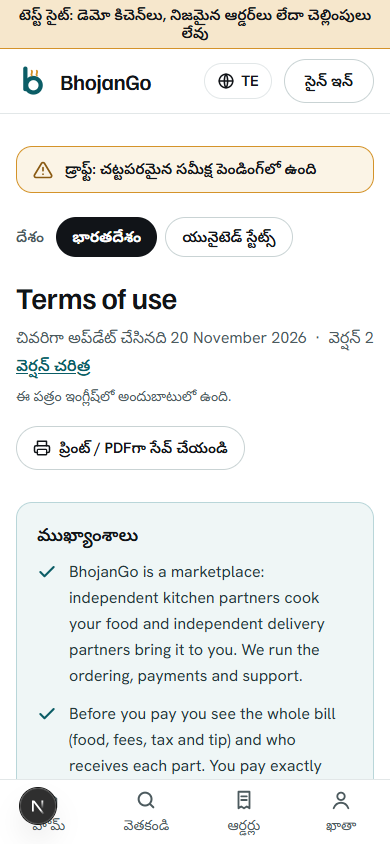 టెస్ట్ సైట్: డెమో కిచెన్‌లు, నిజమైన ఆర్డర్‌లు లేదా చెల్లింపులు
లేవు
BhojanGo
TE
సైన్ ఇన్
డ్రాఫ్ట్: చట్టపరమైన సమీక్ష పెండింగ్‌లో ఉంది
దేశం
భారతదేశం
యునైటెడ్ స్టేట్స్
Terms of use
చివరిగా అప్‌డేట్ చేసినది 20 November 2026 · వెర్షన్ 2
వెర్షన్ చరిత్ర
ఈ పత్రం ఇంగ్లీష్‌లో అందుబాటులో ఉంది.
ప్రింట్ / PDFగా సేవ్ చేయండి
ముఖ్యాంశాలు
BhojanGo is a marketplace:
independent kitchen partners cook
your food and independent delivery
partners bring it to you. We run the
ordering, payments and support.
Before you pay you see the whole bill
(food, fees, tax and tip) and who
receives each part. You pay exactly
N
వెతకండి
ఆర్డర్లు
ఖాతా